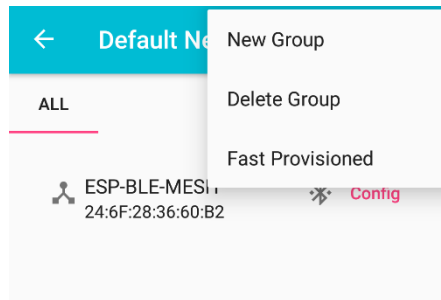 Default Ne
New Group
ALL
Delete Group
Fast Provisioned
ESP-BLE-MESH
Config
24:6F:28:36:60:B2